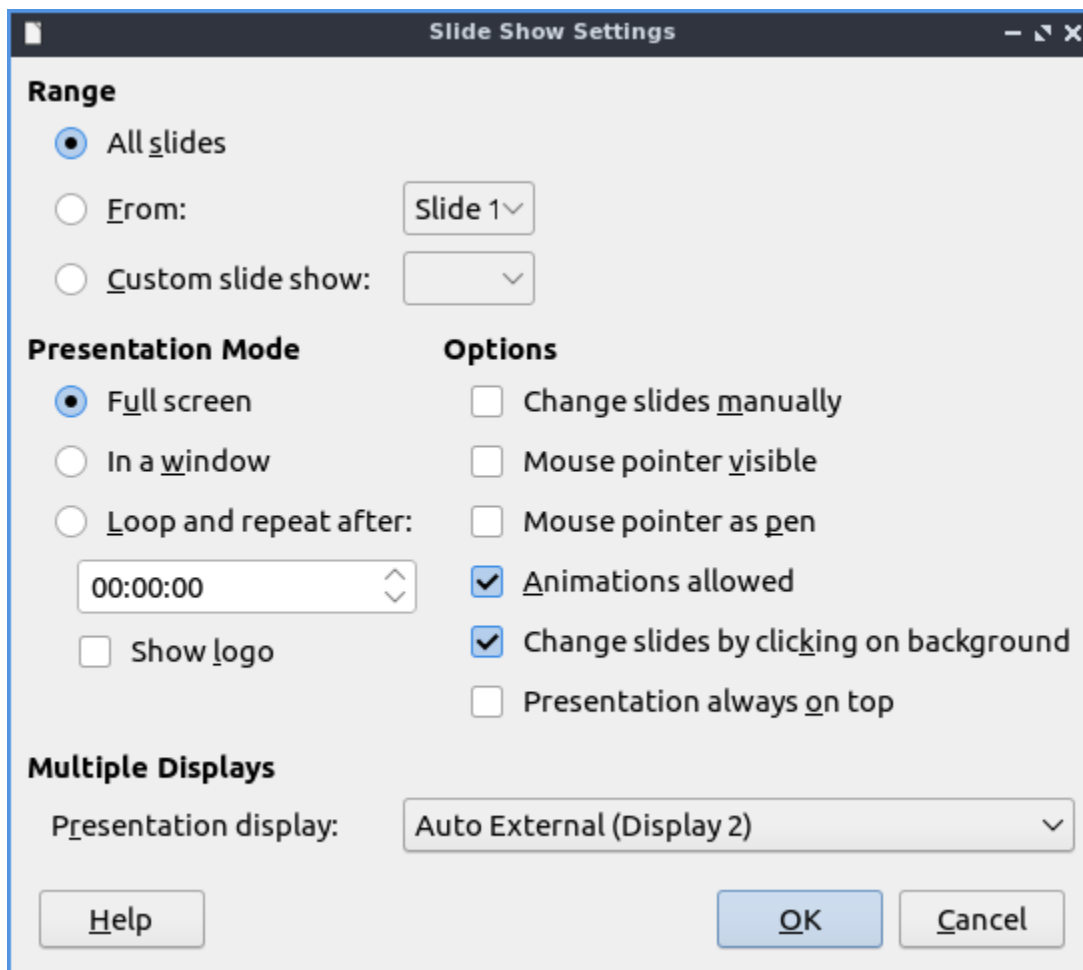 Slide Show Settings
Range
All slides
From: Slide 1
Custom slide show:
Presentation Mode
Full screen
In a window
Loop and repeat after:
00:00:00
Show logo
Options
Change slides manually
Mouse pointer visible
Mouse pointer as pen
Animations allowed
Change slides by clicking on background
Presentation always on top
Multiple Displays
Presentation display: Auto External (Display 2)
Help OK Cancel